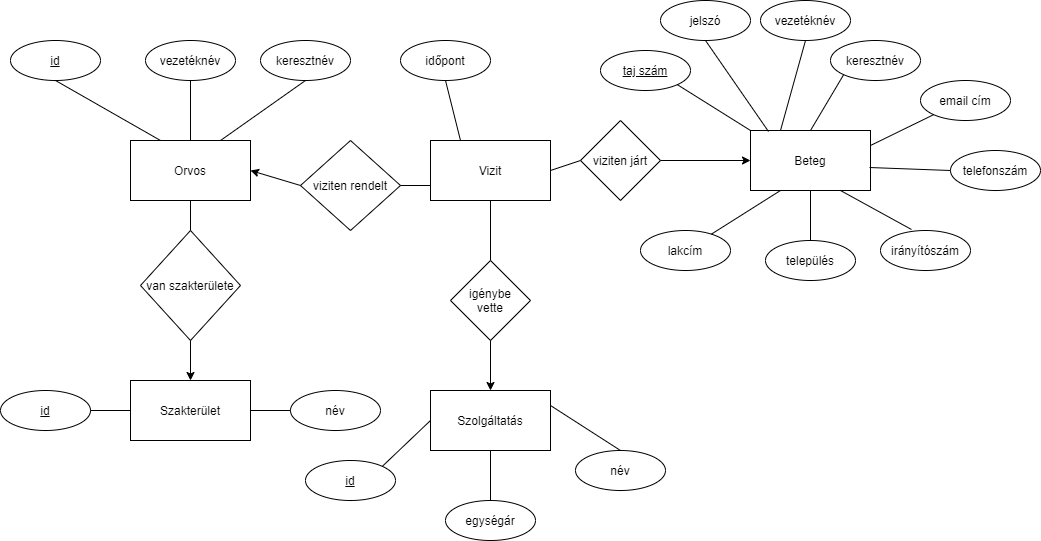 jelszó
vezetéknév
id
vezetéknév
keresztnév
időpont
taj szám
keresztnév
email cím
Orvos
viziten rendelt
Vizit
viziten járt
Beteg
telefonszám
lakcím
település
irányítószám
van szakterülete
igénybe
vette
id
Szakterület
név
Szolgáltatás
id
név
egységár